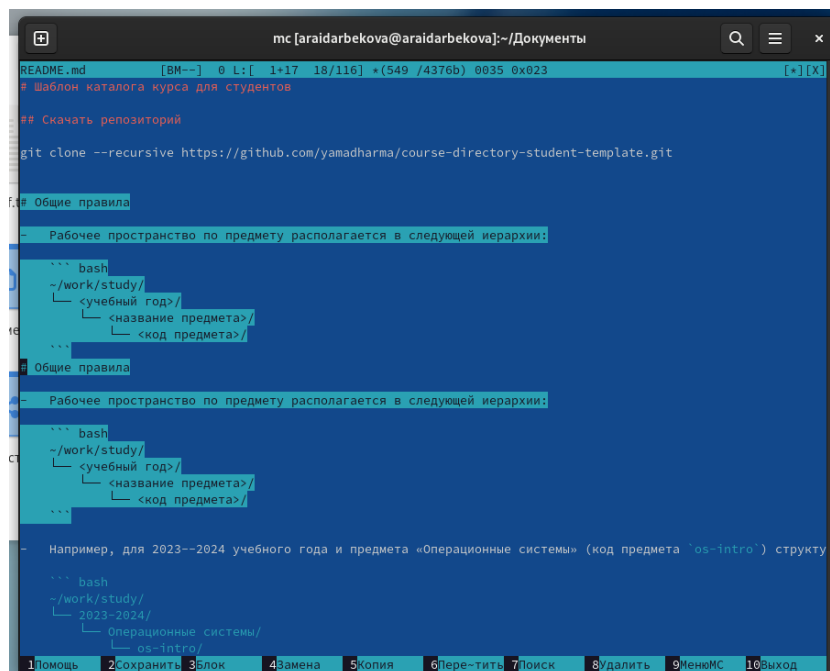 mc [araidarbekova@araidarbekova]:~/Документы
README.md [BM--] 0 L:[ 1+17 18/116] *(549 /4376b) 0035 0x023 [*][X]
# Шаблон каталога курса для студентов
## Скачать репозиторий
git clone --recursive https://github.com/yamadharma/course-directory-student-template.git
# Общие правила
-   Рабочее пространство по предмету располагается в следующей иерархии:
    ``` bash
    ~/work/study/
    └── <учебный год>/
        └── <название предмета>/
            └── <код предмета>/
    ```
# Общие правила
-   Рабочее пространство по предмету располагается в следующей иерархии:
    ``` bash
    ~/work/study/
    └── <учебный год>/
        └── <название предмета>/
            └── <код предмета>/
    ```
-   Например, для 2023--2024 учебного года и предмета «Операционные системы» (код предмета `os-intro`) структу
    ``` bash
    ~/work/study/
    └── 2023-2024/
        └── Операционные системы/
            └── os-intro/
1Помощь 2Сохранить 3Блок 4Замена 5Копия 6Пере~тить 7Поиск 8Удалить 9МенюMC 10Выход